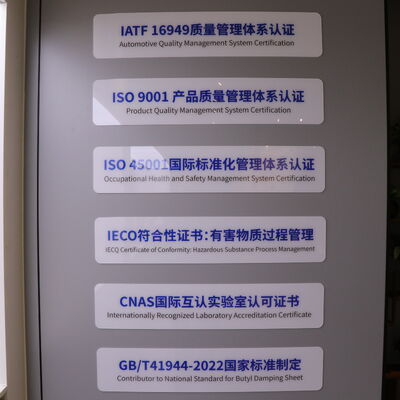 IATF 16949质量管理体系认证
Automotive Quality Management System Certification
ISO 9001 产品质量管理体系认证
Product Quality Management System Certification
ISO 45001国际标准化管理体系认证
Occupational Health and Safety Management System Certification
IECO符合性证书：有害物质过程管理
IECQ Certificate of Conformity: Hazardous Substance Process Management
CNAS国际互认实验室认可证书
Internationally Recognized Laboratory Accreditation Certificate
GB/T41944-2022国家标准制定
Contributor to National Standard for Butyl Damping Sheet